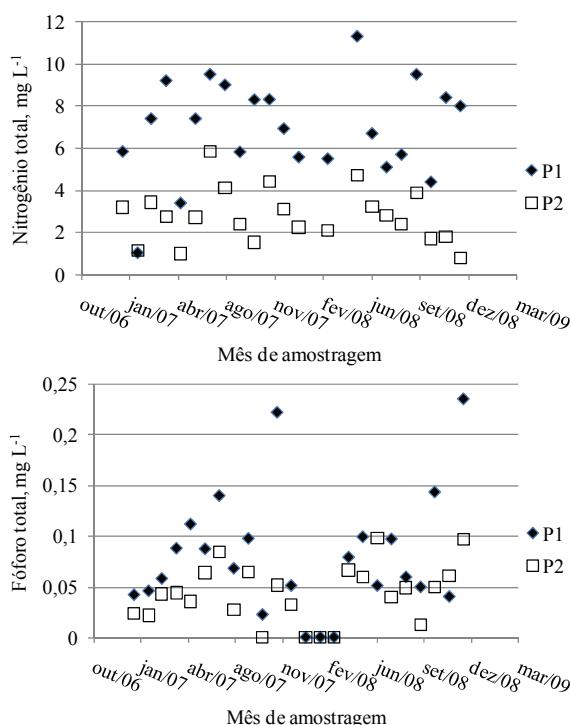 Nitrogênio total, mg L-1
12
10
8
6
4
2
0
P1
P2
out/06
jan/07
abr/07
ago/07
nov/07
fev/08
jun/08
set/08
dez/08
mar/09
Mês de amostragem
Fóforo total, mg L-1
0,25
0,2
0,15
0,1
0,05
0
P1
P2
out/06
jan/07
abr/07
ago/07
nov/07
fev/08
jun/08
set/08
dez/08
mar/09
Mês de amostragem